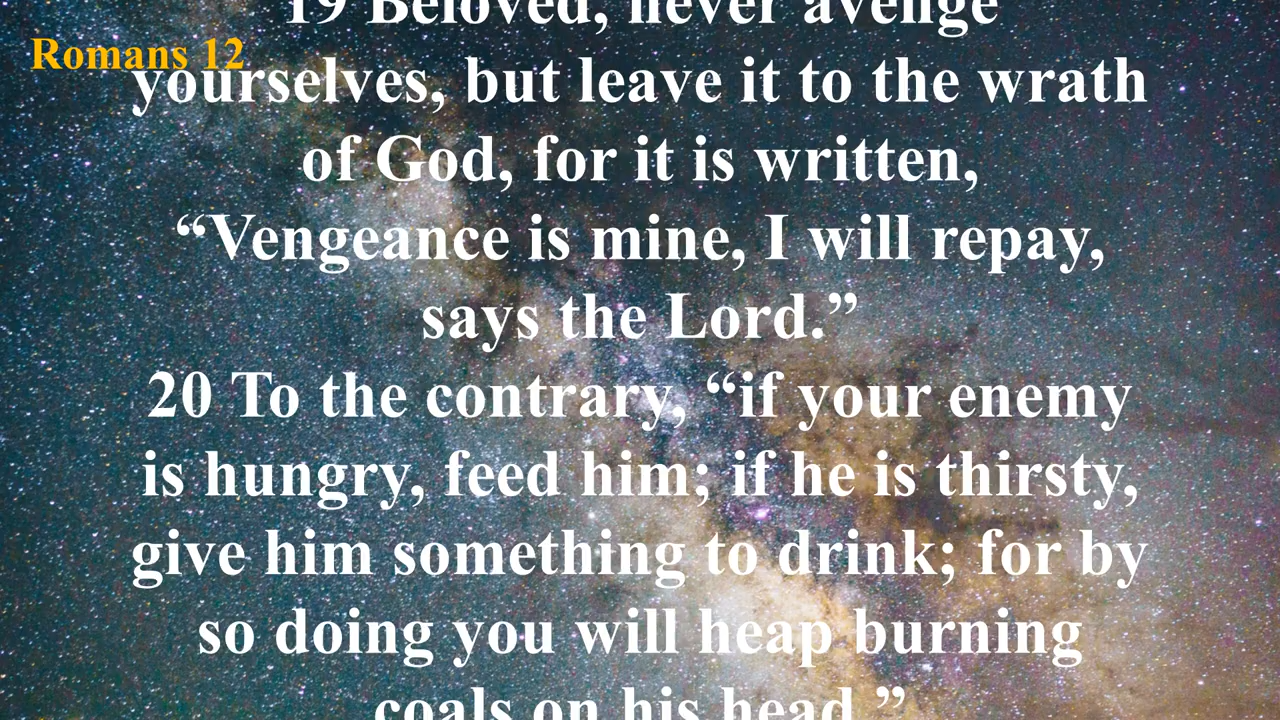 19 Beloved, never avenge
Romans 12
yourselves, but leave it to the wrath
of God, for it is written,
“Vengeance is mine, I will repay,
says the Lord.”
20 To the contrary, “if your enemy
is hungry, feed him; if he is thirsty,
give him something to drink; for by
so doing you will heap burning
coals on his head.”